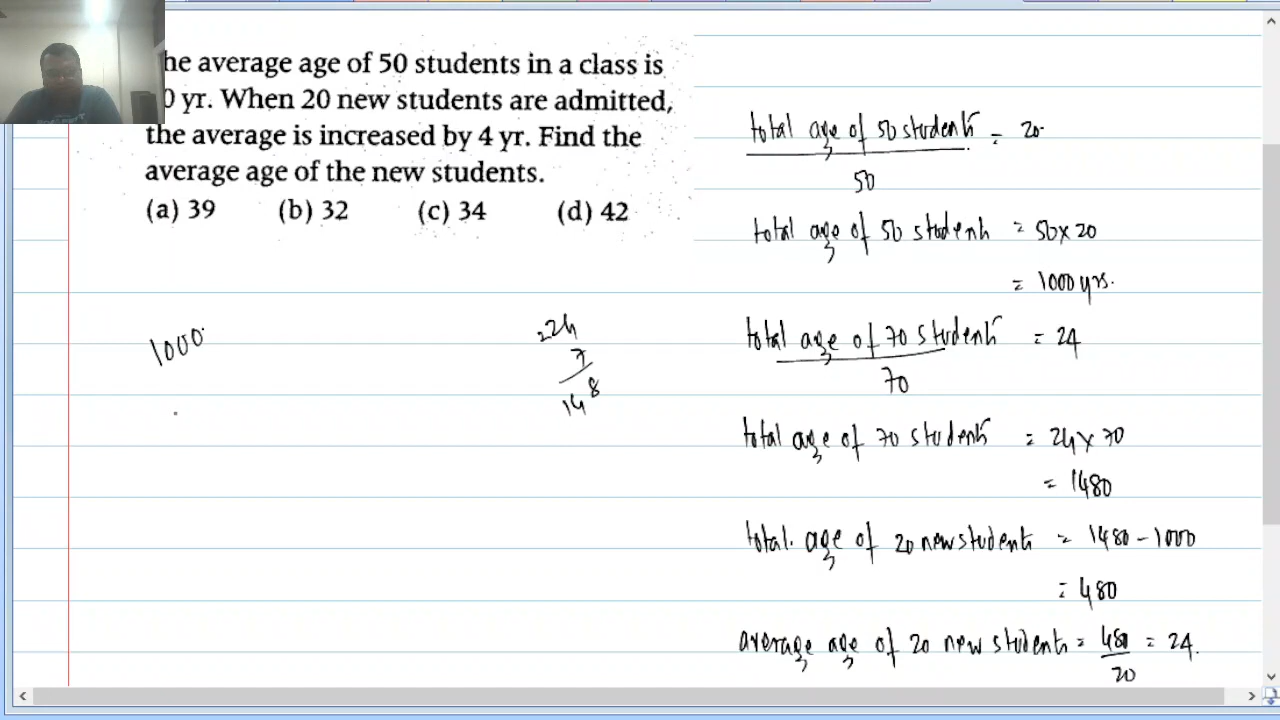 he average age of 50 students in a class is
0 yr. When 20 new students are admitted,
the average is increased by 4 yr. Find the
average age of the new students.
(a) 39 (b) 32 (c) 34 (d) 42
1000
224
7
148
total age of 50 students = 20
50
total age of 50 students = 50 x 20
= 1000 yrs.
total age of 70 students = 24
70
total age of 70 students = 24 x 70
= 1480
total. age of 20 new students = 1480 - 1000
= 480
average age of 20 new students = 480 = 24.
20